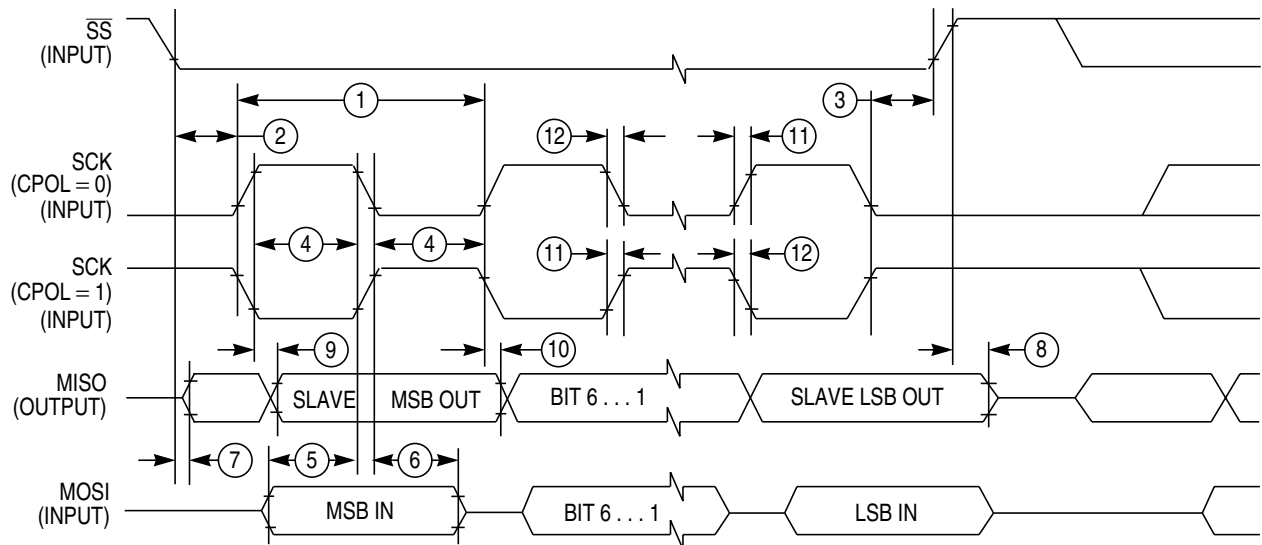 SS
(INPUT)
1
3
2
12
11
SCK
(CPOL = 0)
(INPUT)
4
4
11
12
SCK
(CPOL = 1)
(INPUT)
9
10
8
MISO
(OUTPUT)
SLAVE
MSB OUT
BIT 6 . . . 1
SLAVE LSB OUT
7
5
6
MOSI
(INPUT)
MSB IN
BIT 6 . . . 1
LSB IN